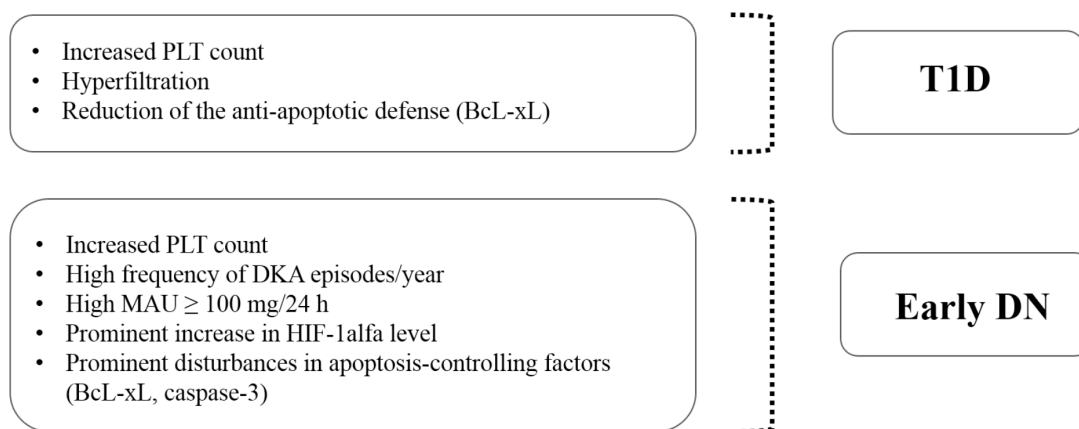 • Increased PLT count
• Hyperfiltration
• Reduction of the anti-apoptotic defense (BcL-xL)
T1D
• Increased PLT count
• High frequency of DKA episodes/year
• High MAU ≥ 100 mg/24 h
• Prominent increase in HIF-1alfa level
• Prominent disturbances in apoptosis-controlling factors
(BcL-xL, caspase-3)
Early DN